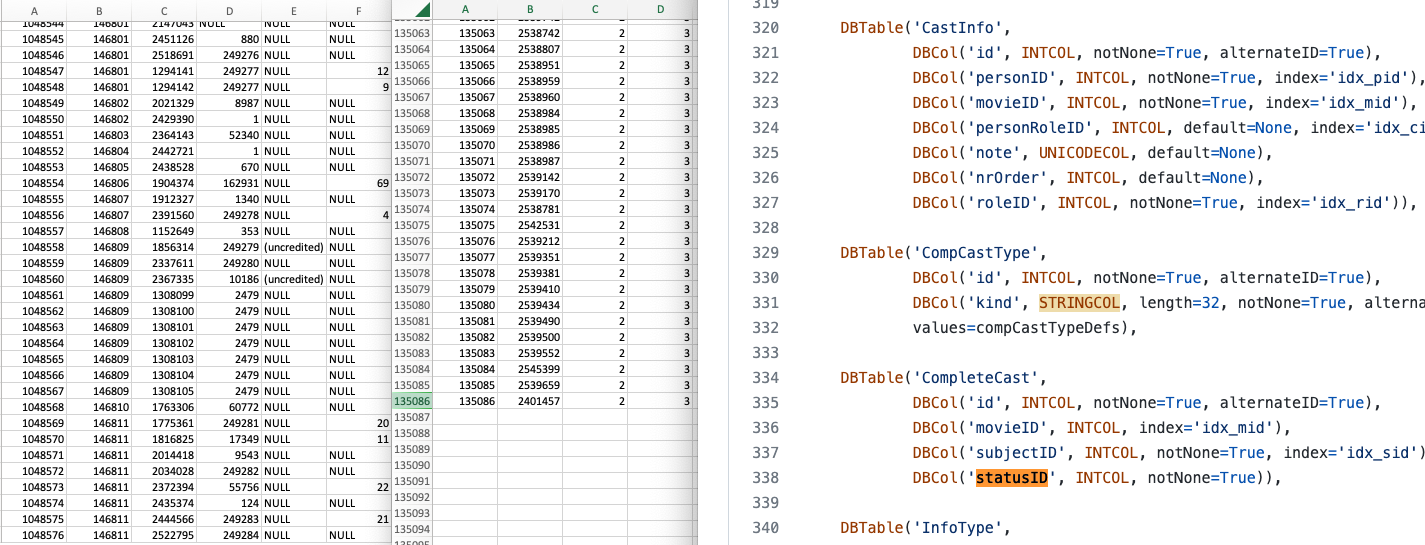 A B C D E F
1048544 146801 2147043 NULL NULL NULL
1048545 146801 2451126 880 NULL NULL
1048546 146801 2518691 249276 NULL NULL
1048547 146801 1294141 249277 NULL 12
1048548 146801 1294142 249277 NULL 9
1048549 146802 2021329 8987 NULL NULL
1048550 146802 2429390 1 NULL NULL
1048551 146803 2364143 52340 NULL NULL
1048552 146804 2442721 1 NULL NULL
1048553 146805 2438528 670 NULL NULL
1048554 146806 1904374 162931 NULL 69
1048555 146807 1912327 1340 NULL NULL
1048556 146807 2391560 249278 NULL 4
1048557 146808 1152649 353 NULL NULL
1048558 146809 1856314 249279 (uncredited) NULL
1048559 146809 2337611 249280 NULL NULL
1048560 146809 2367335 10186 (uncredited) NULL
1048561 146809 1308099 2479 NULL NULL
1048562 146809 1308100 2479 NULL NULL
1048563 146809 1308101 2479 NULL NULL
1048564 146809 1308102 2479 NULL NULL
1048565 146809 1308103 2479 NULL NULL
1048566 146809 1308104 2479 NULL NULL
1048567 146809 1308105 2479 NULL NULL
1048568 146810 1763306 60772 NULL NULL
1048569 146811 1775361 249281 NULL 20
1048570 146811 1816825 17349 NULL 11
1048571 146811 2014418 9543 NULL NULL
1048572 146811 2034028 249282 NULL NULL
1048573 146811 2372394 55756 NULL 22
1048574 146811 2435374 124 NULL NULL
1048575 146811 2444566 249283 NULL 21
1048576 146811 2522795 249284 NULL NULL
A B C D
135063 135063 2538742 2 3
135064 135064 2538807 2 3
135065 135065 2538951 2 3
135066 135066 2538959 2 3
135067 135067 2538960 2 3
135068 135068 2538984 2 3
135069 135069 2538985 2 3
135070 135070 2538986 2 3
135071 135071 2538987 2 3
135072 135072 2539142 2 3
135073 135073 2539170 2 3
135074 135074 2538781 2 3
135075 135075 2542531 2 3
135076 135076 2539212 2 3
135077 135077 2539351 2 3
135078 135078 2539381 2 3
135079 135079 2539410 2 3
135080 135080 2539434 2 3
135081 135081 2539490 2 3
135082 135082 2539500 2 3
135083 135083 2539552 2 3
135084 135084 2545399 2 3
135085 135085 2539659 2 3
135086 135086 2401457 2 3
135087
135088
135089
135090
135091
135092
135093
135094
135095
319
320 DBTable('CastInfo',
321 DBCol('id', INTCOL, notNone=True, alternateID=True),
322 DBCol('personID', INTCOL, notNone=True, index='idx_pid'),
323 DBCol('movieID', INTCOL, notNone=True, index='idx_mid'),
324 DBCol('personRoleID', INTCOL, default=None, index='idx_ci
325 DBCol('note', UNICODECOL, default=None),
326 DBCol('nrOrder', INTCOL, default=None),
327 DBCol('roleID', INTCOL, notNone=True, index='idx_rid')),
328
329 DBTable('CompCastType',
330 DBCol('id', INTCOL, notNone=True, alternateID=True),
331 DBCol('kind', STRINGCOL, length=32, notNone=True, alterna
332 values=compCastTypeDefs),
333
334 DBTable('CompleteCast',
335 DBCol('id', INTCOL, notNone=True, alternateID=True),
336 DBCol('movieID', INTCOL, index='idx_mid'),
337 DBCol('subjectID', INTCOL, notNone=True, index='idx_sid')
338 DBCol('statusID', INTCOL, notNone=True)),
339
340 DBTable('InfoType',